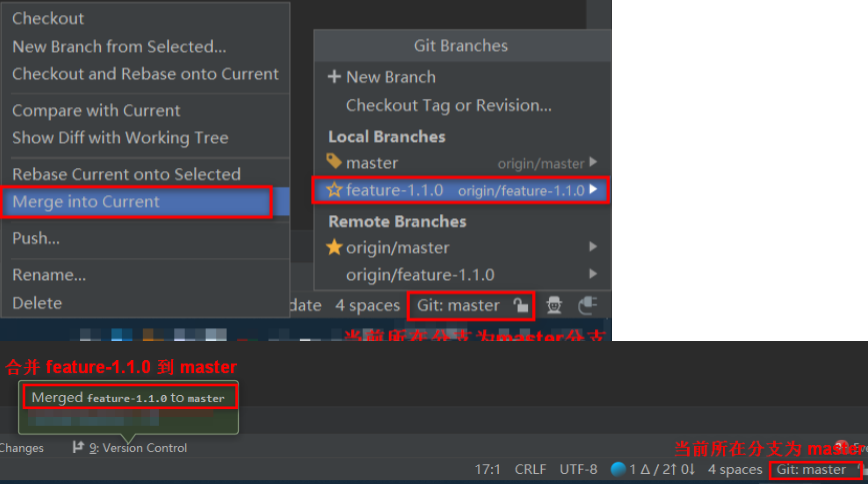 Checkout
New Branch from Selected...
Checkout and Rebase onto Current
Compare with Current
Show Diff with Working Tree
Rebase Current onto Selected
Merge into Current
Push...
Rename...
Delete
Git Branches
+ New Branch
Checkout Tag or Revision...
Local Branches
master origin/master
feature-1.1.0 origin/feature-1.1.0
Remote Branches
origin/master
origin/feature-1.1.0
date 4 spaces Git: master
当前所在分支为master分支
合并 feature-1.1.0 到 master
Merged feature-1.1.0 to master
Changes 9: Version Control
当前所在分支为 master
17:1 CRLF UTF-8 1 Δ / 2↑ 0↓ 4 spaces Git: master